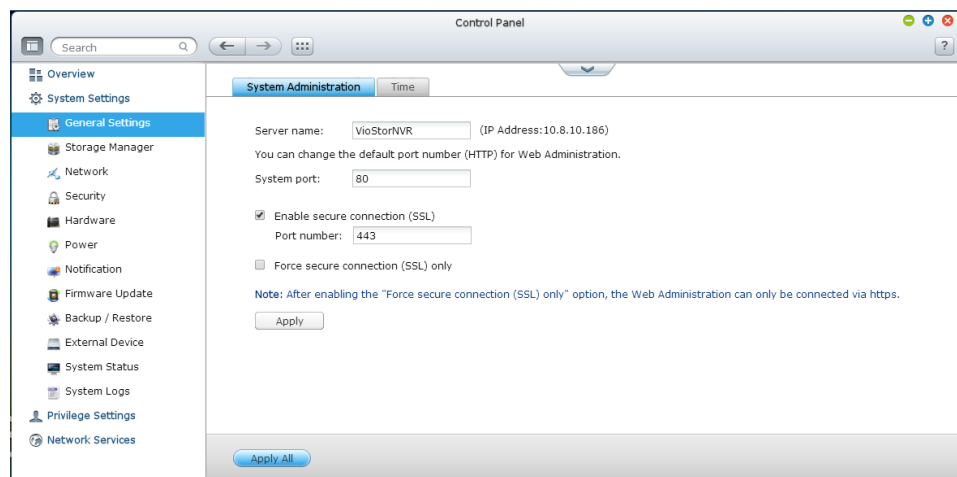 Control Panel
Search
?
Overview
System Settings
General Settings
Storage Manager
Network
Security
Hardware
Power
Notification
Firmware Update
Backup / Restore
External Device
System Status
System Logs
Privilege Settings
Network Services
System Administration
Time
Server name: VioStorNVR (IP Address:10.8.10.186)
You can change the default port number (HTTP) for Web Administration.
System port: 80
Enable secure connection (SSL)
Port number: 443
Force secure connection (SSL) only
Note: After enabling the "Force secure connection (SSL) only" option, the Web Administration can only be connected via https.
Apply
Apply All